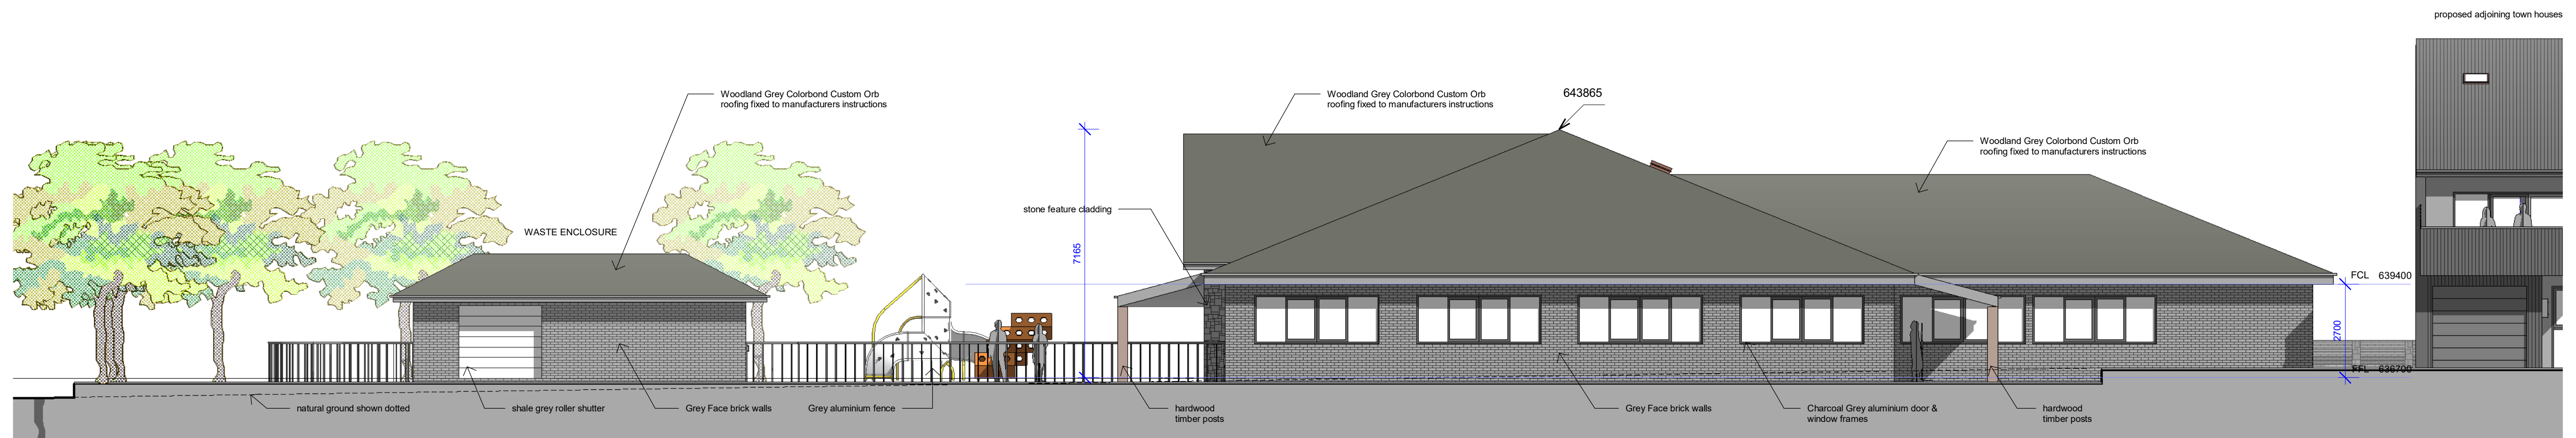 proposed adjoining town houses
Woodland Grey Colorbond Custom Orb
roofing fixed to manufacturers instructions
Woodland Grey Colorbond Custom Orb
roofing fixed to manufacturers instructions
643865
Woodland Grey Colorbond Custom Orb
roofing fixed to manufacturers instructions
stone feature cladding
WASTE ENCLOSURE
7165
FCL 639400
2700
FFL 636700
natural ground shown dotted
shale grey roller shutter
Grey Face brick walls
Grey aluminium fence
hardwood
timber posts
Grey Face brick walls
Charcoal Grey aluminium door &
window frames
hardwood
timber posts